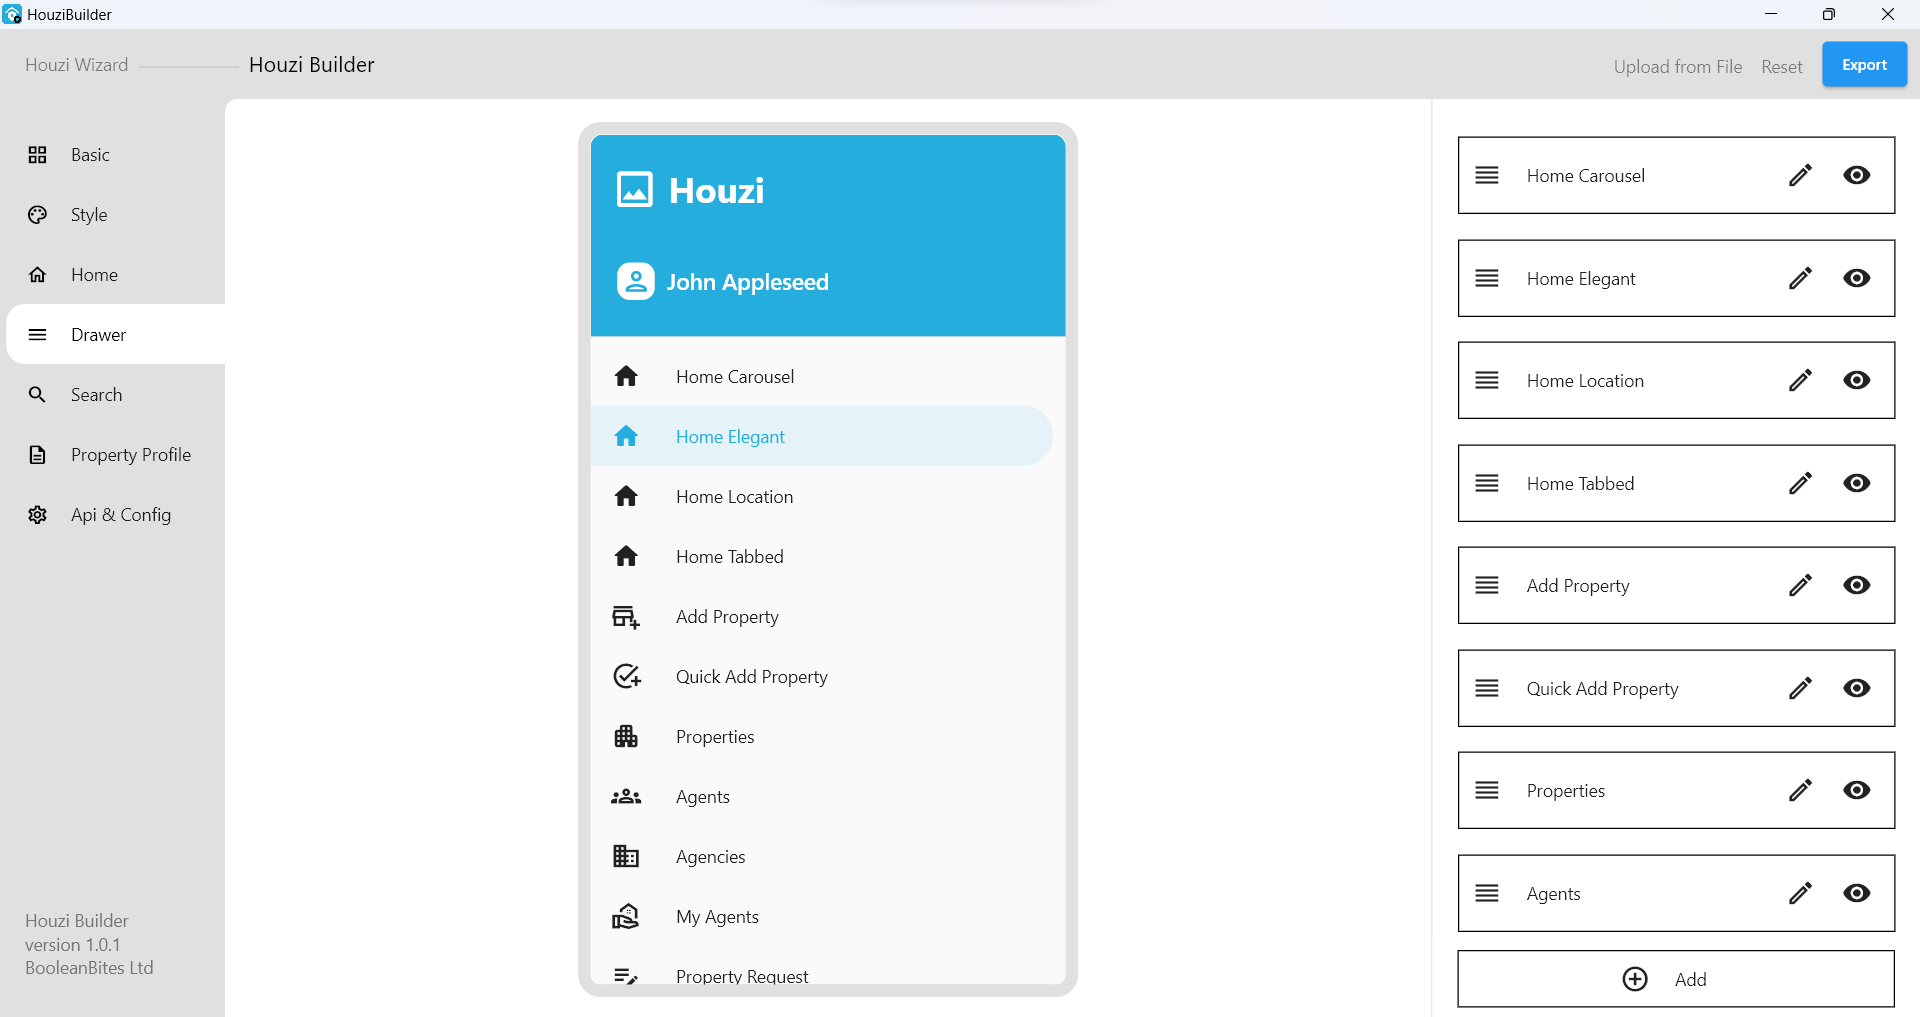 HouziBuilder
Houzi Wizard
Houzi Builder
Upload from File
Reset
Export
Basic
Style
Home
Drawer
Search
Property Profile
Api & Config
Houzi Builder
version 1.0.1
BooleanBites Ltd
Houzi
John Appleseed
Home Carousel
Home Elegant
Home Location
Home Tabbed
Add Property
Quick Add Property
Properties
Agents
Agencies
My Agents
Property Request
Home Carousel
Home Elegant
Home Location
Home Tabbed
Add Property
Quick Add Property
Properties
Agents
Add